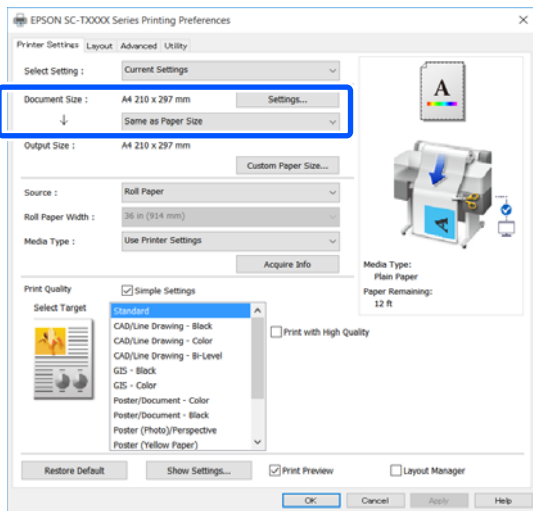 EPSON SC-TXXXX Series Printing Preferences
Printer Settings Layout Advanced Utility
Select Setting : Current Settings
Document Size : A4 210 x 297 mm Settings...
↓ Same as Paper Size
Output Size : A4 210 x 297 mm
Custom Paper Size...
Source : Roll Paper
Roll Paper Width : 36 in (914 mm)
Media Type : Use Printer Settings
Acquire Info
A
Media Type:
Plain Paper
Paper Remaining:
12 ft
Print Quality Simple Settings
Select Target
Standard
CAD/Line Drawing - Black
CAD/Line Drawing - Color
CAD/Line Drawing - Bi-Level
GIS - Black
GIS - Color
Poster/Document - Color
Poster/Document - Black
Poster (Photo)/Perspective
Poster (Yellow Paper)
Print with High Quality
Restore Default Show Settings... Print Preview Layout Manager
OK Cancel Apply Help